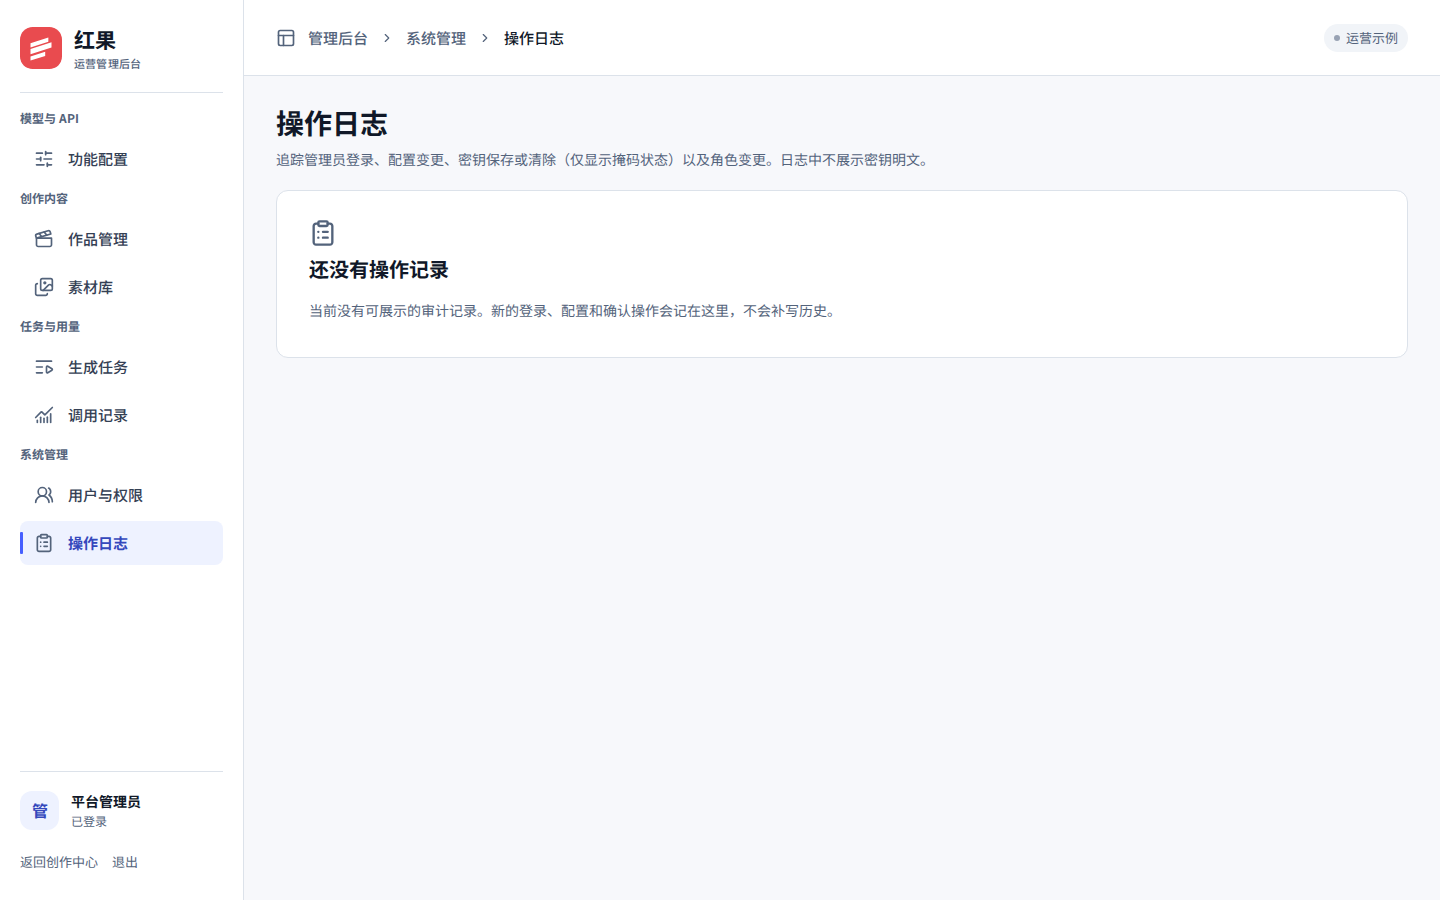 红果
运营管理后台
模型与 API
功能配置
创作内容
作品管理
素材库
任务与用量
生成任务
调用记录
系统管理
用户与权限
操作日志
管
平台管理员
已登录
返回创作中心 退出
管理后台 > 系统管理 > 操作日志
运营示例
操作日志
追踪管理员登录、配置变更、密钥保存或清除（仅显示掩码状态）以及角色变更。日志中不展示密钥明文。
还没有操作记录
当前没有可展示的审计记录。新的登录、配置和确认操作会记在这里，不会补写历史。